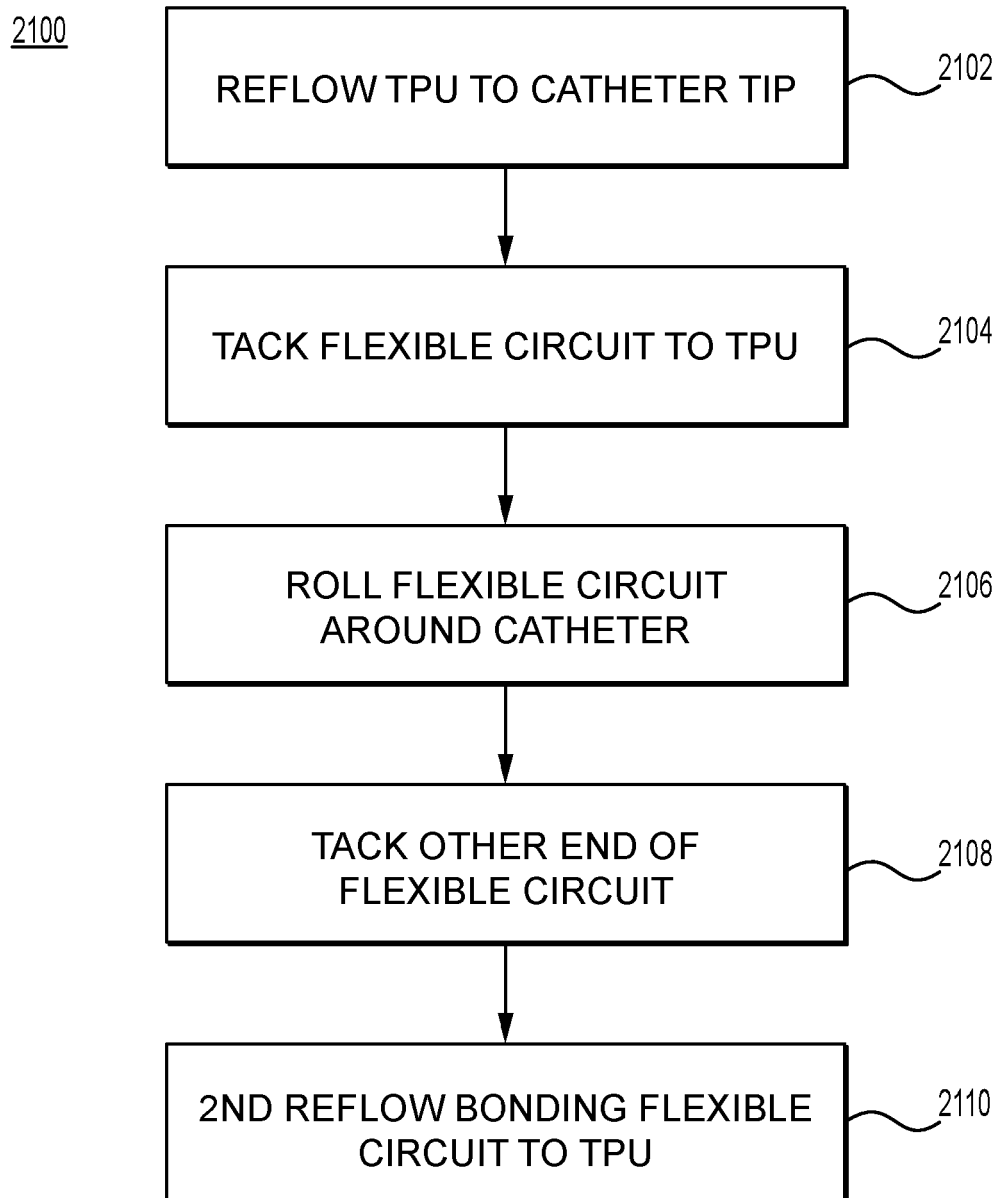 2100
REFLOW TPU TO CATHETER TIP
2102
TACK FLEXIBLE CIRCUIT TO TPU
2104
ROLL FLEXIBLE CIRCUIT
AROUND CATHETER
2106
TACK OTHER END OF
FLEXIBLE CIRCUIT
2108
2ND REFLOW BONDING FLEXIBLE
CIRCUIT TO TPU
2110